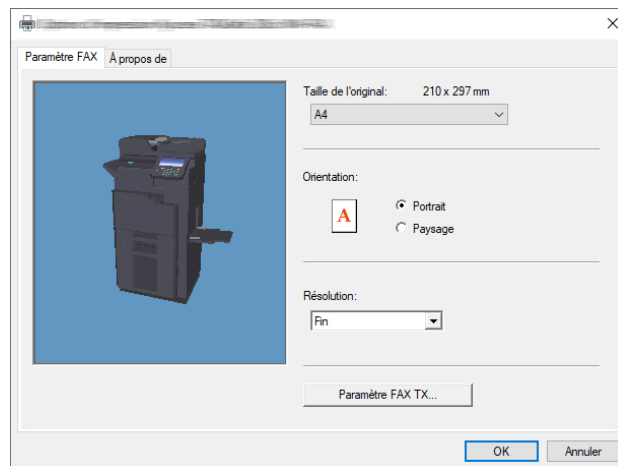 Paramètre FAX
À propos de
Taille de l'original: 210 x 297 mm
A4
Orientation:
A
Portrait
Paysage
Résolution:
Fin
Paramètre FAX TX...
OK
Annuler